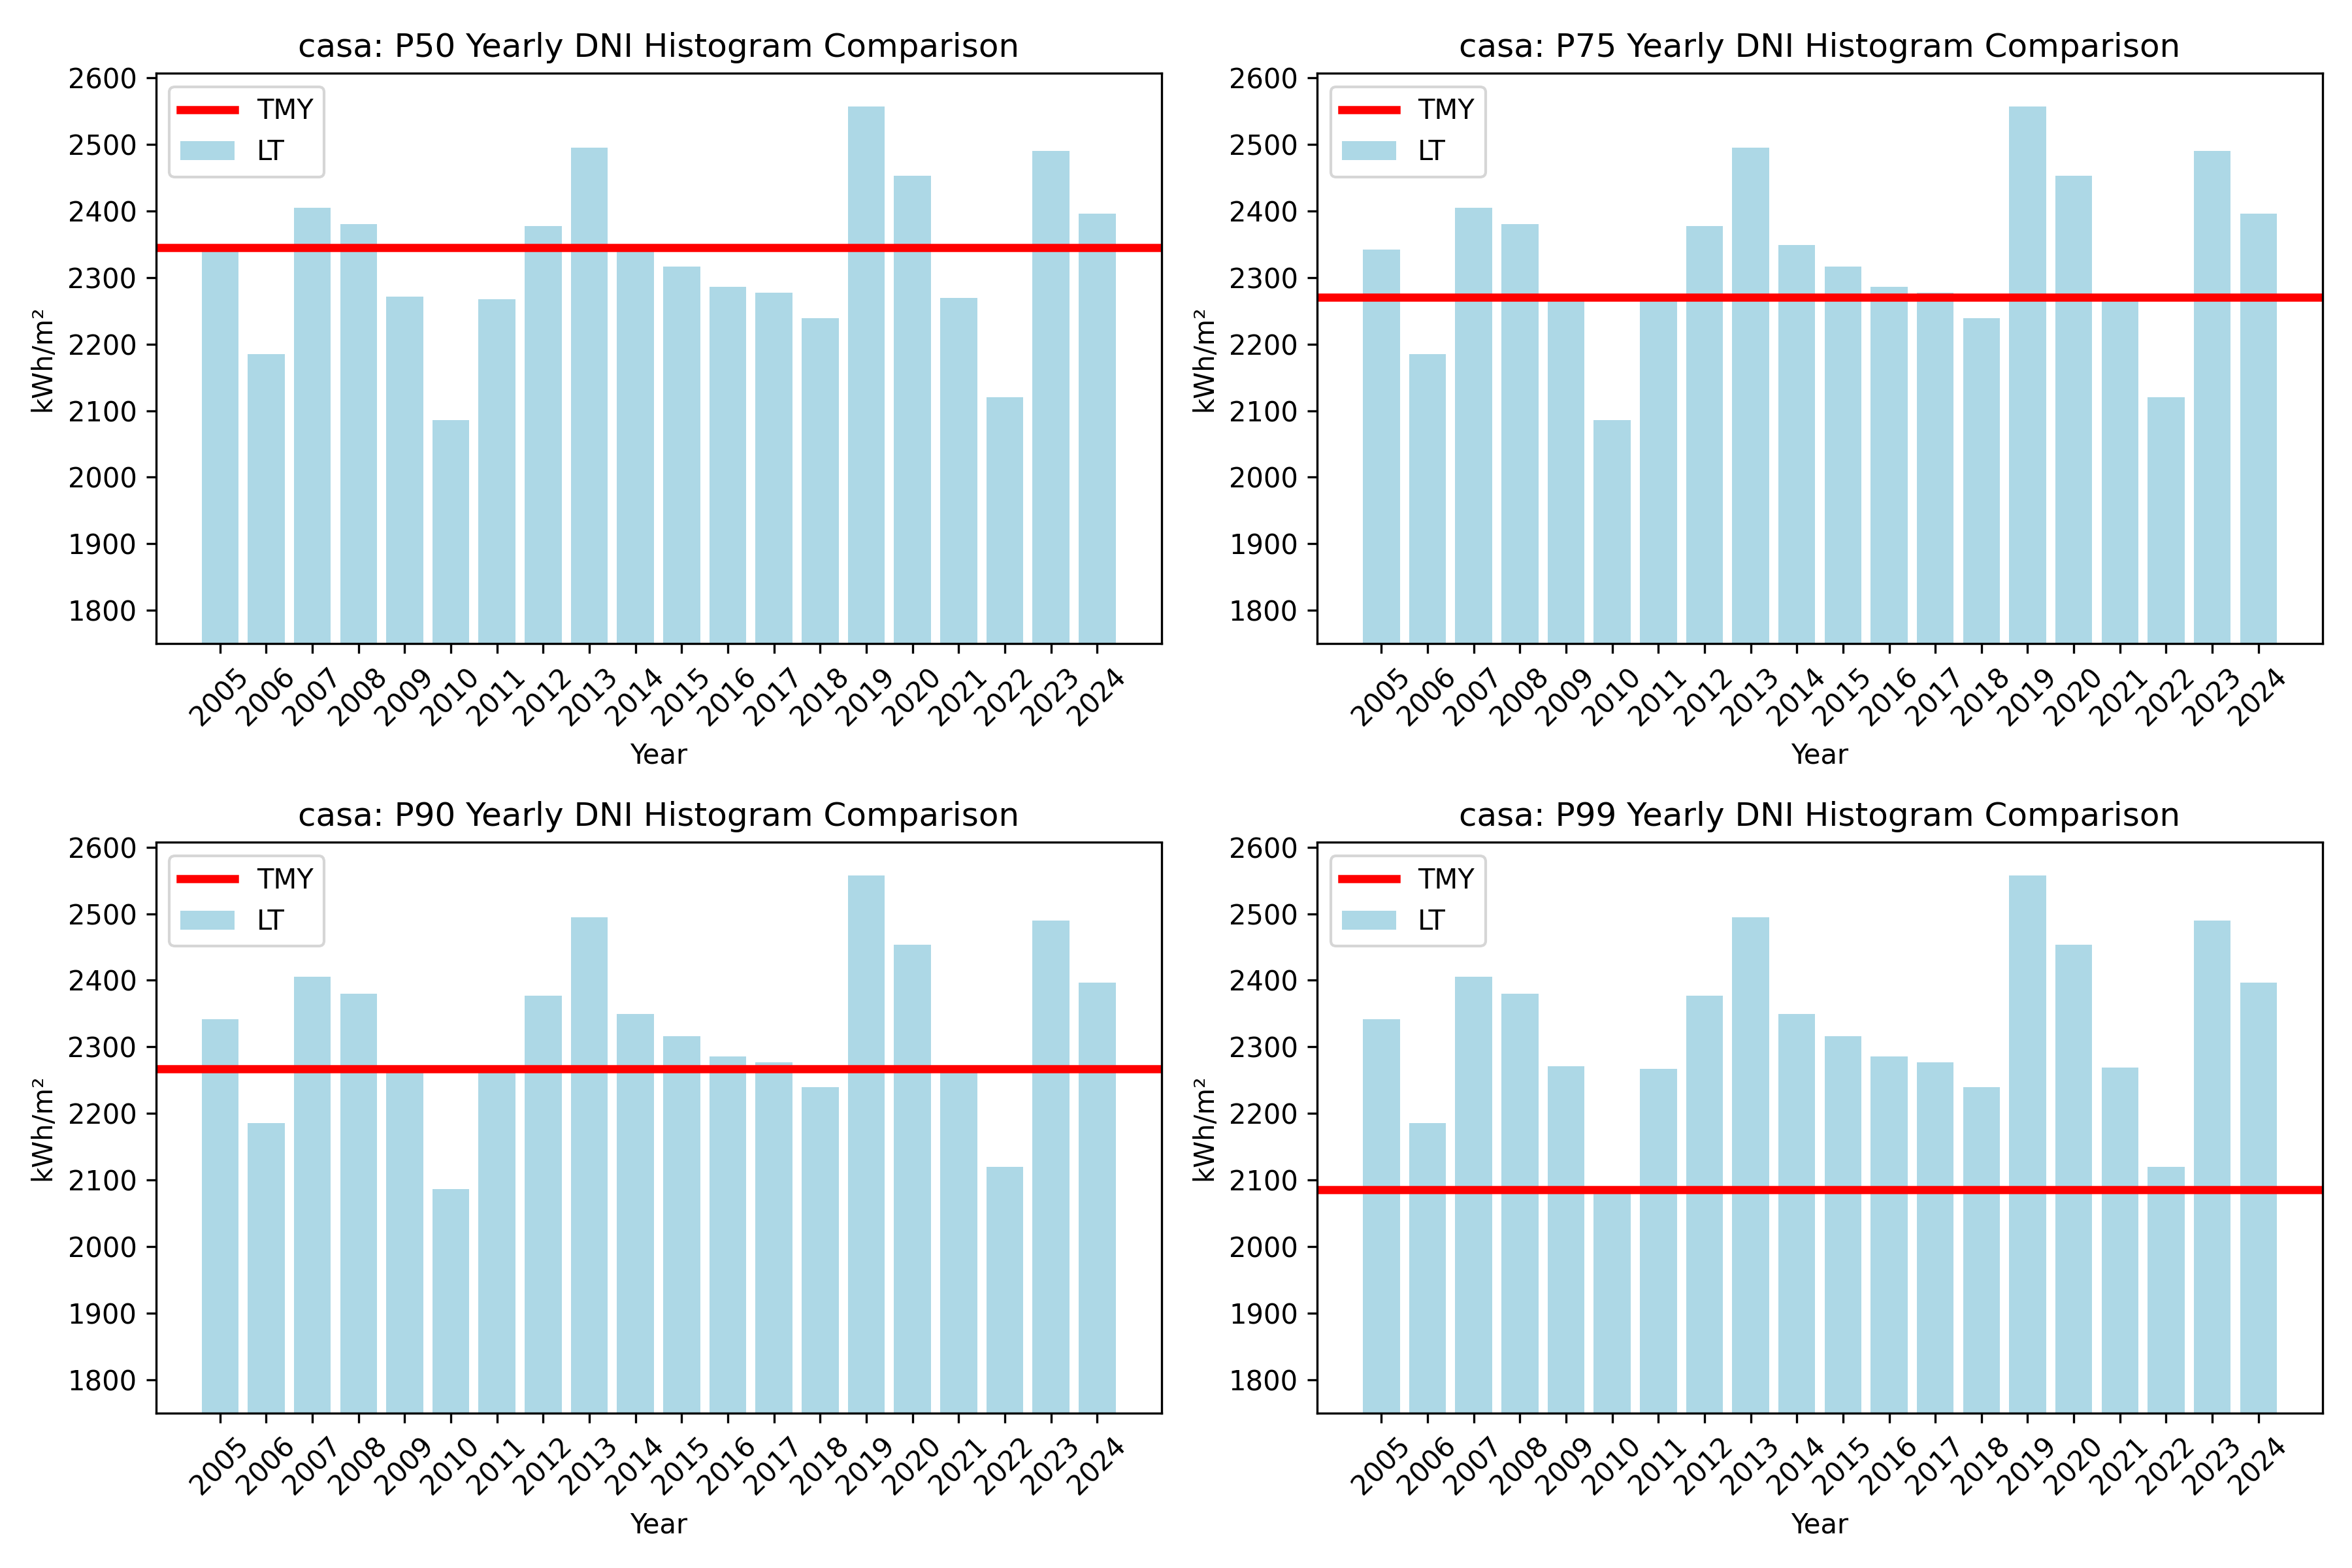 casa: P50 Yearly DNI Histogram Comparison
2600
2500
2400
2300
2200
2100
2000
1900
1800
kWh/m²
TMY
LT
2005 2006 2007 2008 2009 2010 2011 2012 2013 2014 2015 2016 2017 2018 2019 2020 2021 2022 2023 2024
Year
casa: P75 Yearly DNI Histogram Comparison
2600
2500
2400
2300
2200
2100
2000
1900
1800
kWh/m²
TMY
LT
2005 2006 2007 2008 2009 2010 2011 2012 2013 2014 2015 2016 2017 2018 2019 2020 2021 2022 2023 2024
Year
casa: P90 Yearly DNI Histogram Comparison
2600
2500
2400
2300
2200
2100
2000
1900
1800
kWh/m²
TMY
LT
2005 2006 2007 2008 2009 2010 2011 2012 2013 2014 2015 2016 2017 2018 2019 2020 2021 2022 2023 2024
Year
casa: P99 Yearly DNI Histogram Comparison
2600
2500
2400
2300
2200
2100
2000
1900
1800
kWh/m²
TMY
LT
2005 2006 2007 2008 2009 2010 2011 2012 2013 2014 2015 2016 2017 2018 2019 2020 2021 2022 2023 2024
Year